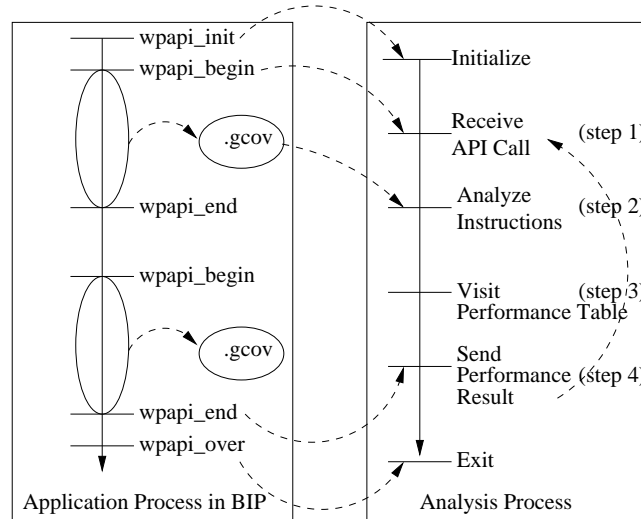 wpapi_init
wpapi_begin
.gcov
wpapi_end
wpapi_begin
.gcov
wpapi_end
wpapi_over
Application Process in BIP
Initialize
Receive (step 1)
API Call
Analyze (step 2)
Instructions
Visit (step 3)
Performance Table
Send
Performance (step 4)
Result
Exit
Analysis Process